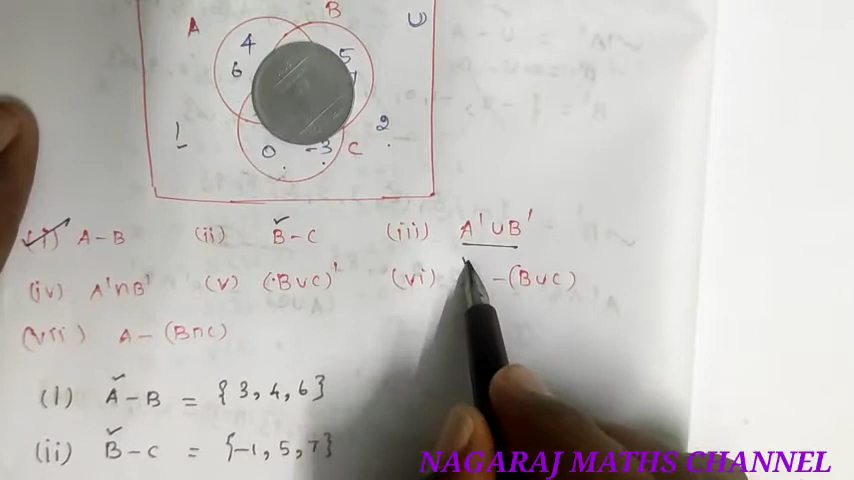 B
A
U
4
5
6
7
1
2
0
-3
C
(i) A-B (ii) B-C (iii) A'∪B'
(iv) A'∩B' (v) (B∪C)' (vi) -(B∪C)
(vii) A-(B∩C)
(i) A-B = {3,4,6}
(ii) B-C = {-1,5,7}
NAGARAJ MATHS CHANNEL